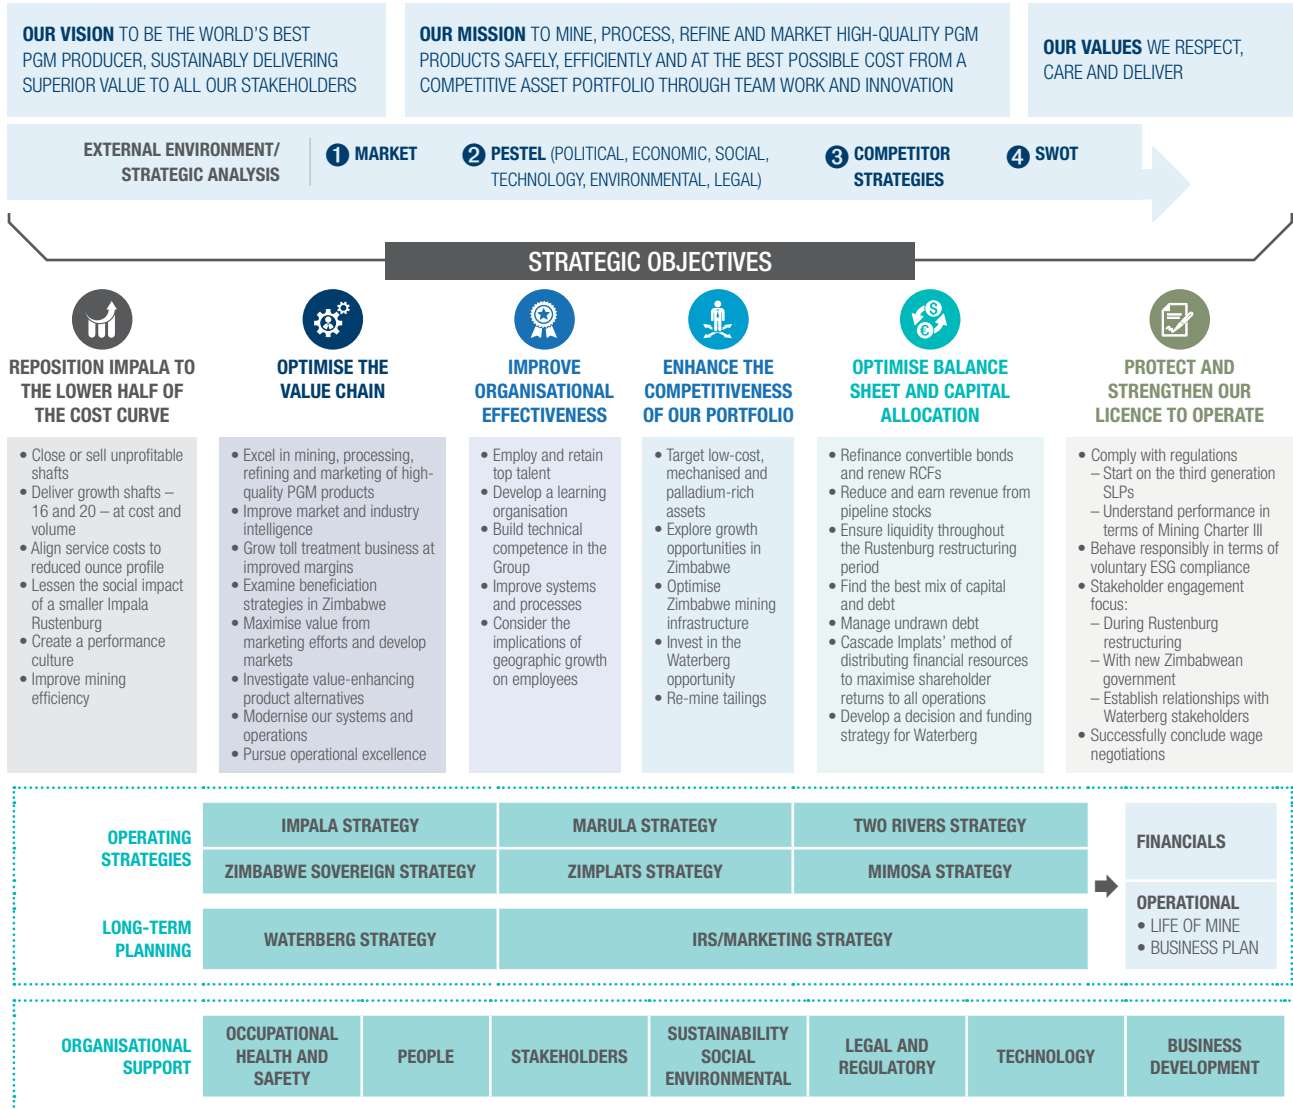 OUR VISION TO BE THE WORLD'S BEST
PGM PRODUCER, SUSTAINABLY DELIVERING
SUPERIOR VALUE TO ALL OUR STAKEHOLDERS
OUR MISSION TO MINE, PROCESS, REFINE AND MARKET HIGH-QUALITY PGM
PRODUCTS SAFELY, EFFICIENTLY AND AT THE BEST POSSIBLE COST FROM A
COMPETITIVE ASSET PORTFOLIO THROUGH TEAM WORK AND INNOVATION
OUR VALUES WE RESPECT,
CARE AND DELIVER
EXTERNAL ENVIRONMENT/
STRATEGIC ANALYSIS
1 MARKET
2 PESTEL (POLITICAL, ECONOMIC, SOCIAL,
TECHNOLOGY, ENVIRONMENTAL, LEGAL)
3 COMPETITOR
STRATEGIES
4 SWOT
STRATEGIC OBJECTIVES
REPOSITION IMPALA TO
THE LOWER HALF OF
THE COST CURVE
• Close or sell unprofitable
shafts
• Deliver growth shafts –
16 and 20 – at cost and
volume
• Align service costs to
reduced ounce profile
• Lessen the social impact
of a smaller Impala
Rustenburg
• Create a performance
culture
• Improve mining
efficiency
OPTIMISE THE
VALUE CHAIN
• Excel in mining, processing,
refining and marketing of high-
quality PGM products
• Improve market and industry
intelligence
• Grow toll treatment business at
improved margins
• Examine beneficiation
strategies in Zimbabwe
• Maximise value from
marketing efforts and develop
markets
• Investigate value-enhancing
product alternatives
• Modernise our systems and
operations
• Pursue operational excellence
IMPROVE
ORGANISATIONAL
EFFECTIVENESS
• Employ and retain
top talent
• Develop a learning
organisation
• Build technical
competence in the
Group
• Improve systems
and processes
• Consider the
implications of
geographic growth
on employees
ENHANCE THE
COMPETITIVENESS
OF OUR PORTFOLIO
• Target low-cost,
mechanised and
palladium-rich
assets
• Explore growth
opportunities in
Zimbabwe
• Optimise
Zimbabwe mining
infrastructure
• Invest in the
Waterberg
opportunity
• Re-mine tailings
$
€
OPTIMISE BALANCE
SHEET AND CAPITAL
ALLOCATION
• Refinance convertible bonds
and renew RCFs
• Reduce and earn revenue from
pipeline stocks
• Ensure liquidity throughout
the Rustenburg restructuring
period
• Find the best mix of capital
and debt
• Manage undrawn debt
• Cascade Implats' method of
distributing financial resources
to maximise shareholder
returns to all operations
• Develop a decision and funding
strategy for Waterberg
PROTECT AND
STRENGTHEN OUR
LICENCE TO OPERATE
• Comply with regulations
– Start on the third generation
SLPs
– Understand performance in
terms of Mining Charter III
• Behave responsibly in terms of
voluntary ESG compliance
• Stakeholder engagement
focus:
– During Rustenburg
restructuring
– With new Zimbabwean
government
– Establish relationships with
Waterberg stakeholders
• Successfully conclude wage
negotiations
OPERATING
STRATEGIES
IMPALA STRATEGY
MARULA STRATEGY
TWO RIVERS STRATEGY
ZIMBABWE SOVEREIGN STRATEGY
ZIMPLATS STRATEGY
MIMOSA STRATEGY
LONG-TERM
PLANNING
WATERBERG STRATEGY
IRS/MARKETING STRATEGY
FINANCIALS
OPERATIONAL
• LIFE OF MINE
• BUSINESS PLAN
ORGANISATIONAL
SUPPORT
OCCUPATIONAL
HEALTH AND
SAFETY
PEOPLE
STAKEHOLDERS
SUSTAINABILITY
SOCIAL
ENVIRONMENTAL
LEGAL AND
REGULATORY
TECHNOLOGY
BUSINESS
DEVELOPMENT